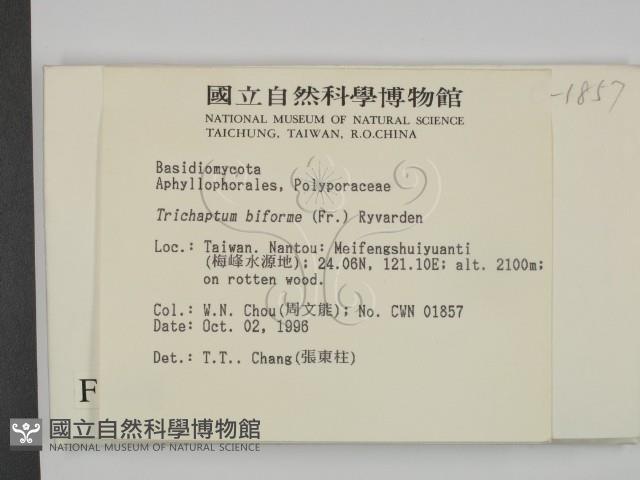 國立自然科學博物館
NATIONAL MUSEUM OF NATURAL SCIENCE
TAICHUNG, TAIWAN, R.O.CHINA
-1857
Basidiomycota
Aphyllophorales, Polyporaceae
Trichaptum biforme (Fr.) Ryvarden
Loc.: Taiwan. Nantou: Meifengshuiyuanti
(梅峰水源地); 24.06N, 121.10E; alt. 2100m;
on rotten wood.
Col.: W.N. Chou(周文能); No. CWN 01857
Date: Oct. 02, 1996
Det.: T.T.. Chang(張東柱)
F
國立自然科學博物館
NATIONAL MUSEUM OF NATURAL SCIENCE